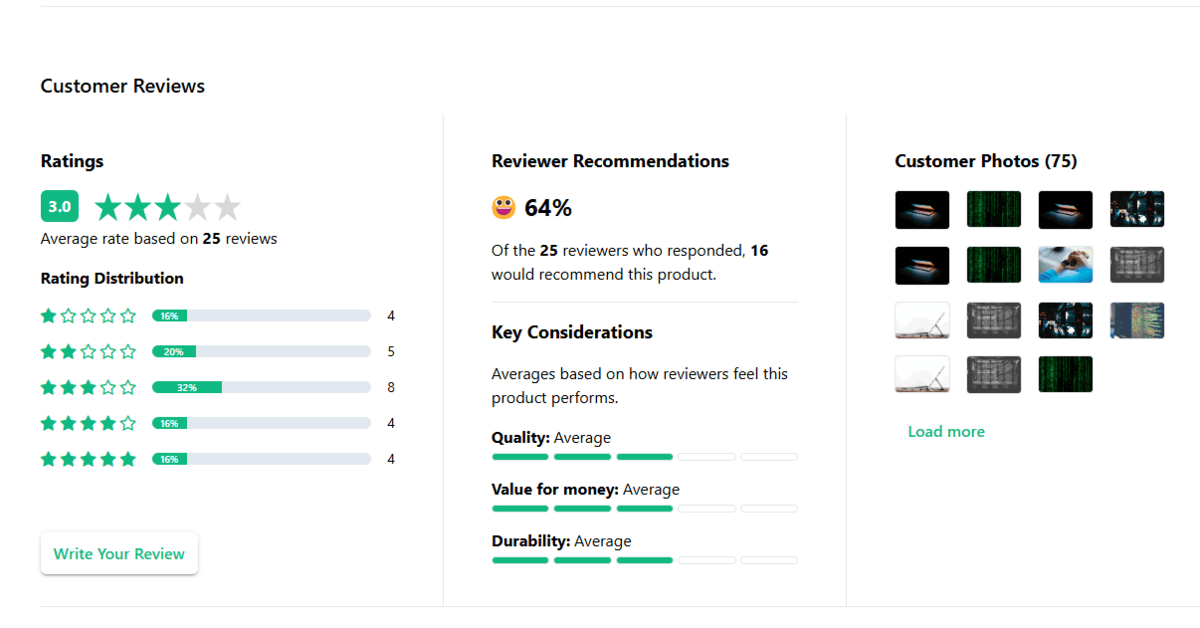 Customer Reviews
Ratings
3.0
Average rate based on 25 reviews
Rating Distribution
16% 4
20% 5
32% 8
16% 4
16% 4
Write Your Review
Reviewer Recommendations
64%
Of the 25 reviewers who responded, 16
would recommend this product.
Key Considerations
Averages based on how reviewers feel this
product performs.
Quality: Average
Value for money: Average
Durability: Average
Customer Photos (75)
Load more